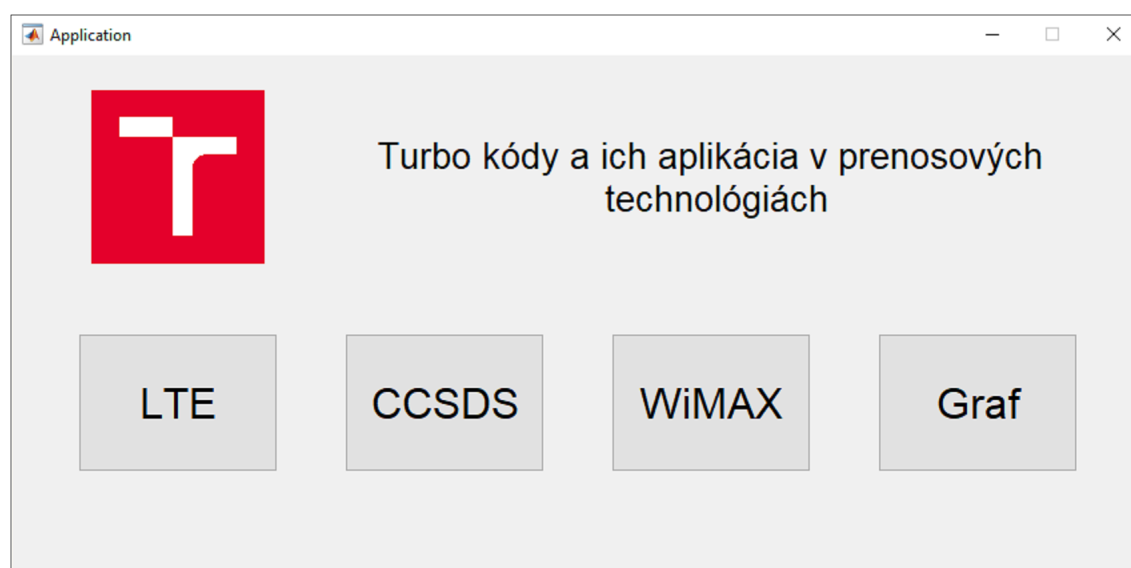 Application
Turbo kódy a ich aplikácia v prenosových
technológiách
LTE
CCSDS
WiMAX
Graf